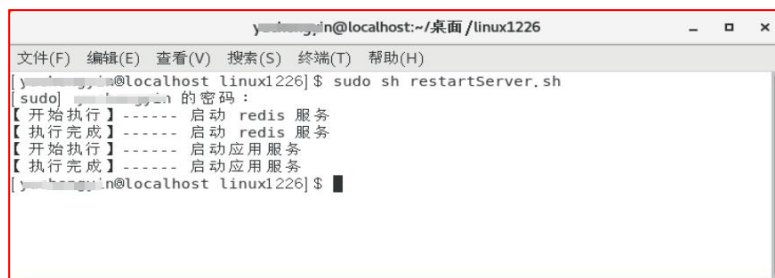 @localhost:~/桌面/linux1226
文件(F) 编辑(E) 查看(V) 搜索(S) 终端(T) 帮助(H)
@localhost linux1226]$ sudo sh restartServer.sh
[sudo] 的密码：
【开始执行】------ 启动 redis 服务
【执行完成】------ 启动 redis 服务
【开始执行】------ 启动应用服务
【执行完成】------ 启动应用服务
@localhost linux1226]$